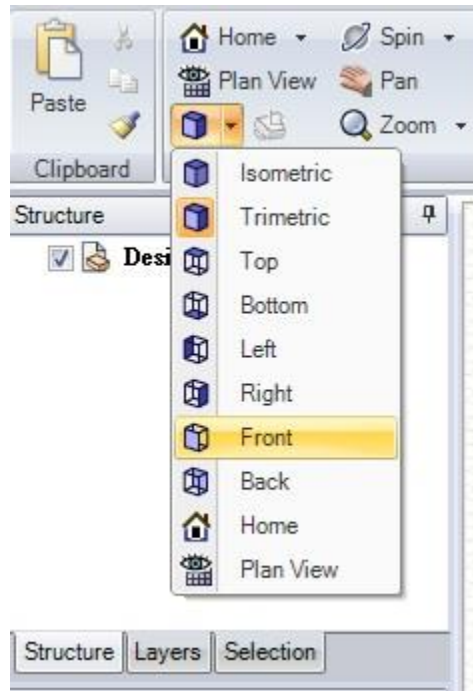 Home
Spin
Plan View
Pan
Paste
Zoom
Clipboard
Isometric
Structure
Trimetric
Desi
Top
Bottom
Left
Right
Front
Back
Home
Plan View
Structure
Layers
Selection